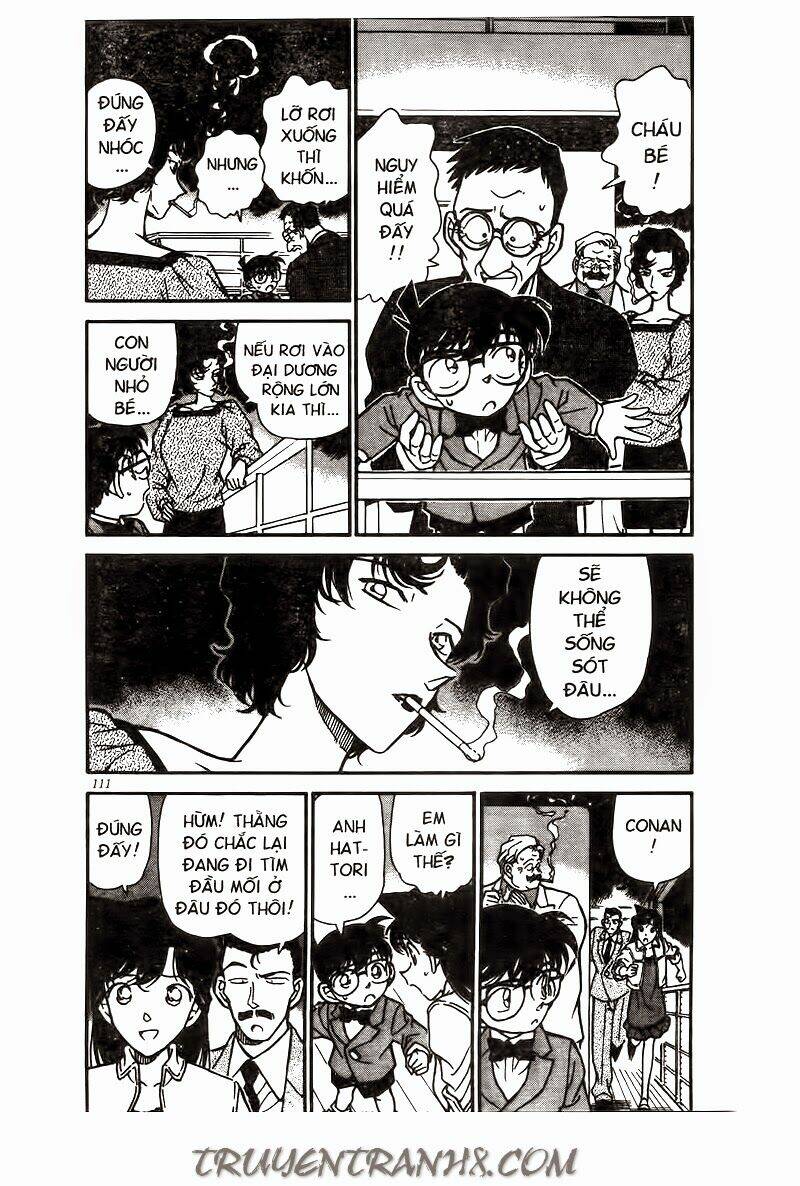 CHÁU
BÉ
!
NGUY
HIỂM
QUÁ
ĐẤY
!!
LỠ RƠI
XUỐNG
THÌ
KHỐN...
NHƯNG
...
ĐÚNG
ĐẤY
NHÓC
...
NẾU RƠI VÀO
ĐẠI DƯƠNG
RỘNG LỚN
KIA THÌ...
CON
NGƯỜI
NHỎ
BÉ...
SẼ
KHÔNG
THỂ
SỐNG
SÓT
ĐÂU...
111
CONAN
!
EM
LÀM GÌ
THẾ?
ANH
HAT-
TORI
...
HỪM! THẰNG
ĐÓ CHẮC LẠI
ĐANG ĐI TÌM
ĐẦU MỐI Ở
ĐÂU ĐÓ THÔI!
ĐÚNG
ĐẤY!
TRUYENTRANH8.COM